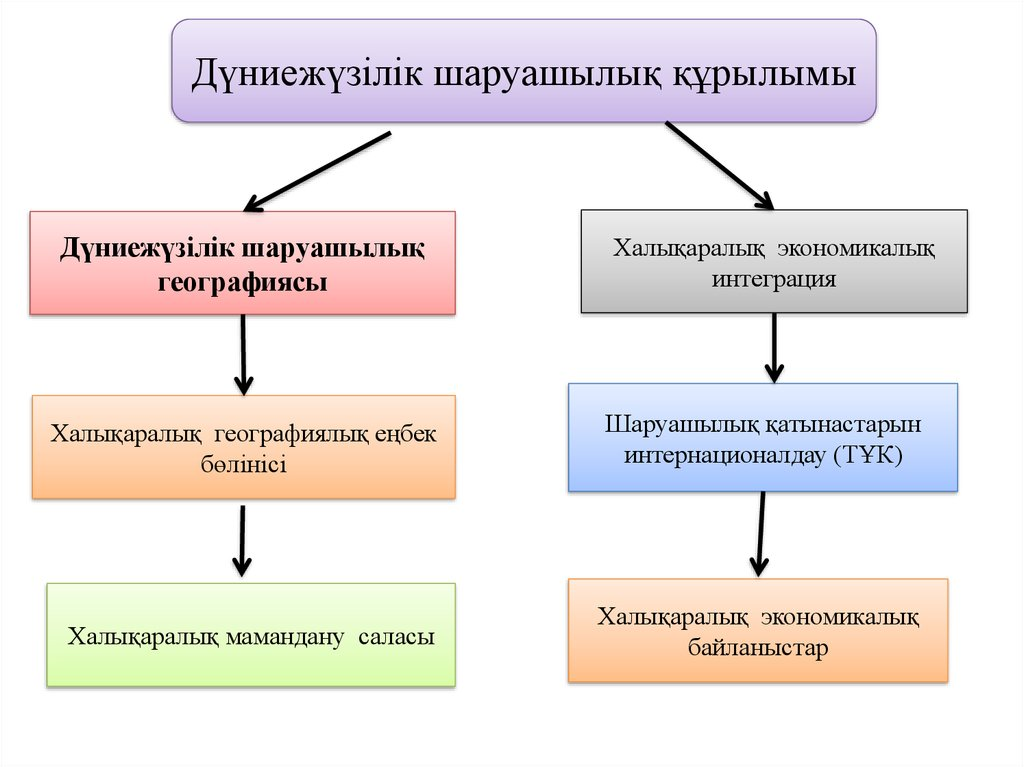 Дүниежүзілік шаруашылық құрылымы
Дүниежүзілік шаруашылық
географиясы
Халықаралық экономикалық
интеграция
Халықаралық географиялық еңбек
бөлінісі
Шаруашылық қатынастарын
интернационалдау (ТҰК)
Халықаралық мамандану саласы
Халықаралық экономикалық
байланыстар